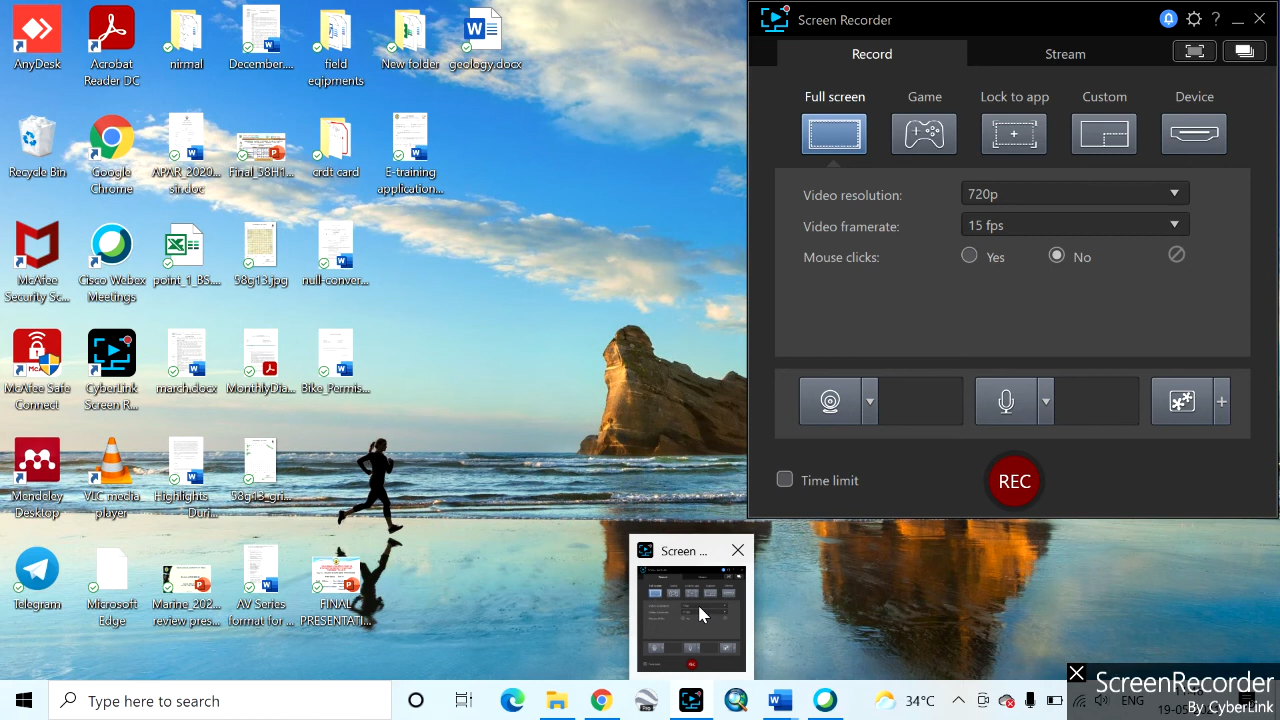 AnyDesk
Acrobat
Reader DC
nirmal
December....
field
eqipments
New folder
geology.docx
Recycle Bin
Google
Chrome
APAR_2020...
sir.doc
Final_58H1...
crdt card
E-training
application...
McAfee
Security Sc...
Cisco Webex
Meetings
point_1_BS....
58g13.jpg
null-conver...
McAfee Safe
Connect
CyberLink
Screen R...
march.docx
MonthlyDia...
Bike_Permis...
Mendeley
Desktop
VLC media
player
Highlights
Duri...
58g13_gri...
Telegram
Microsoft
Edge
Marine_202...
review pres...
AV Series
format for ...
FINAL
PRESENTATI...
Screen Recorder
Record
Stream
Full screen
Game
Lock to app
Custom
Device
Video resolution:
720p
Video framerate:
15 fps
Mouse clicks:
Yes
No
Time limit
REC
Screen ...
Type here to search
34°C
ScreenRecorder
By CyberLink